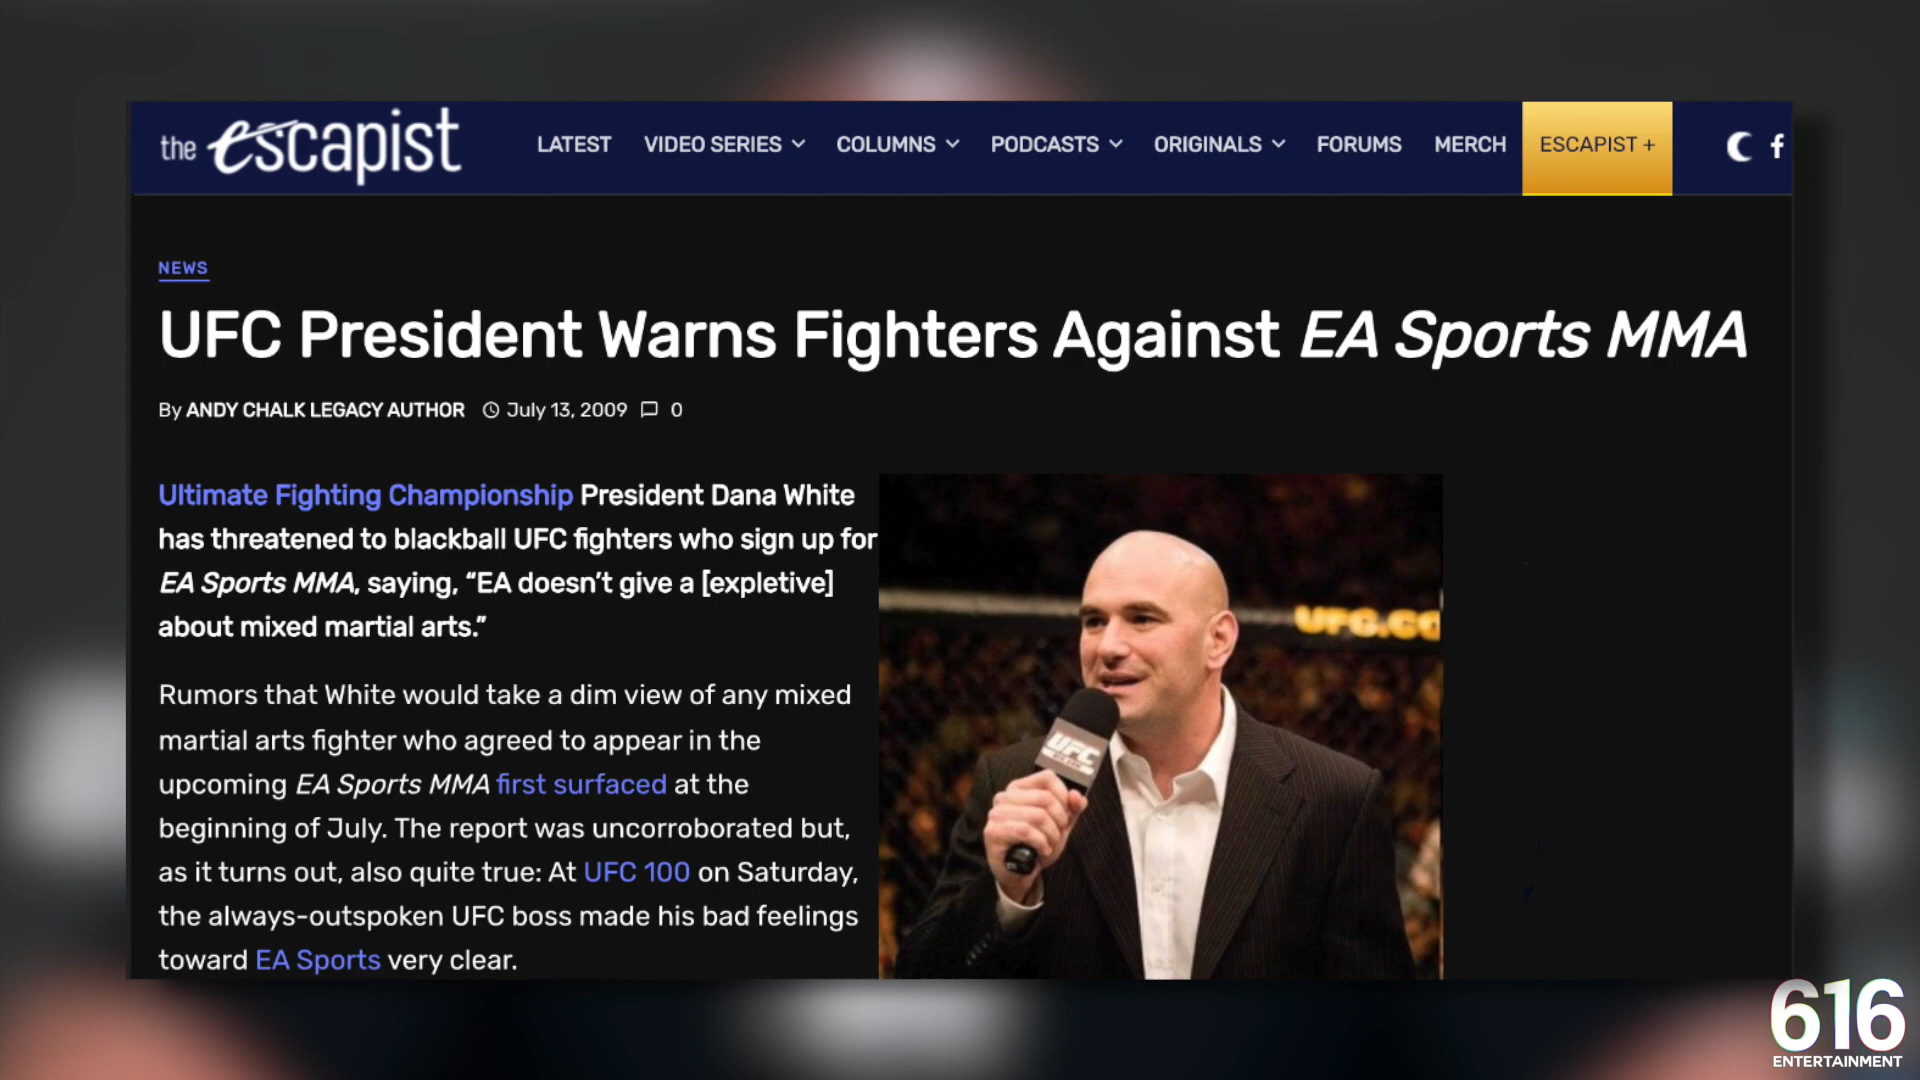 the escapist
LATEST VIDEO SERIES COLUMNS PODCASTS ORIGINALS FORUMS MERCH ESCAPIST +
NEWS
UFC President Warns Fighters Against EA Sports MMA
By ANDY CHALK LEGACY AUTHOR July 13, 2009 0
Ultimate Fighting Championship President Dana White
has threatened to blackball UFC fighters who sign up for
EA Sports MMA, saying, “EA doesn’t give a [expletive]
about mixed martial arts.”
Rumors that White would take a dim view of any mixed
martial arts fighter who agreed to appear in the
upcoming EA Sports MMA first surfaced at the
beginning of July. The report was uncorroborated but,
as it turns out, also quite true: At UFC 100 on Saturday,
the always-outspoken UFC boss made his bad feelings
toward EA Sports very clear.
UFC.CO
UFC
616
ENTERTAINMENT